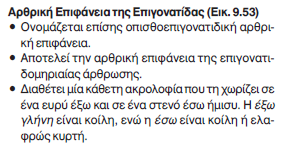 Αρθρική Επιφάνεια της Επιγονατίδας (Εικ. 9.53)
• Ονομάζεται επίσης οπισθοεπιγονατιδική αρθρι-
κή επιφάνεια.
• Αποτελεί την αρθρική επιφάνεια της επιγονατι-
δομηριαίας άρθρωσης.
• Διαθέτει μία κάθετη ακρολοφία που τη χωρίζει σε
ένα ευρύ έξω και σε ένα στενό έσω ήμισυ. Η έξω
γλήνη είναι κοίλη, ενώ η έσω είναι κοίλη ή ελα-
φρώς κυρτή.